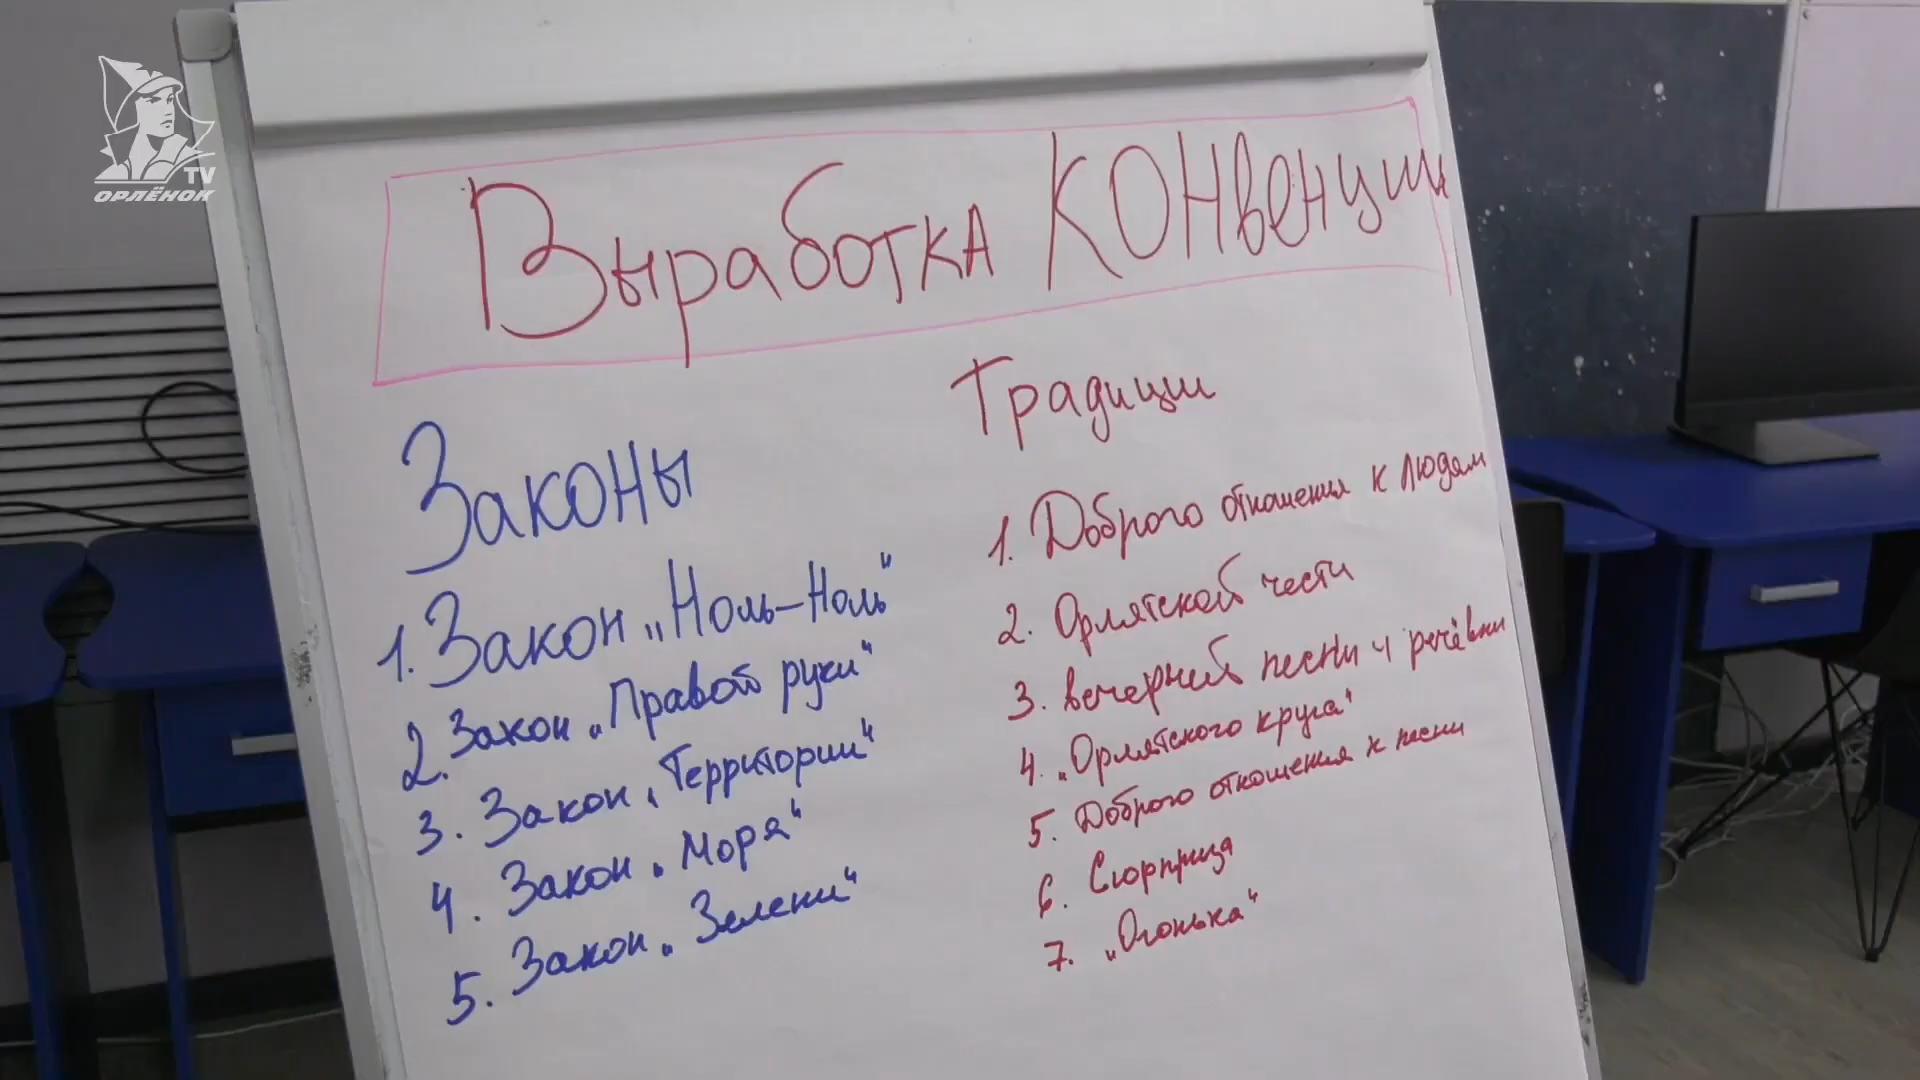 TV
ОРЛЁНОК
Выработка КОНвенции
Законы
1. Закон „Ноль-Ноль“
2. Закон „Правой руки“
3. Закон „Территории“
4. Закон „Моря“
5. Закон „Зелени“
Традиции
1. Доброго отношения к людям
2. Орлятской чести
3. вечерней песни и речёвки
4. „Орлятского круга“
5. Доброго отношения к песни
6. Сюрприза
7. „Огонька“